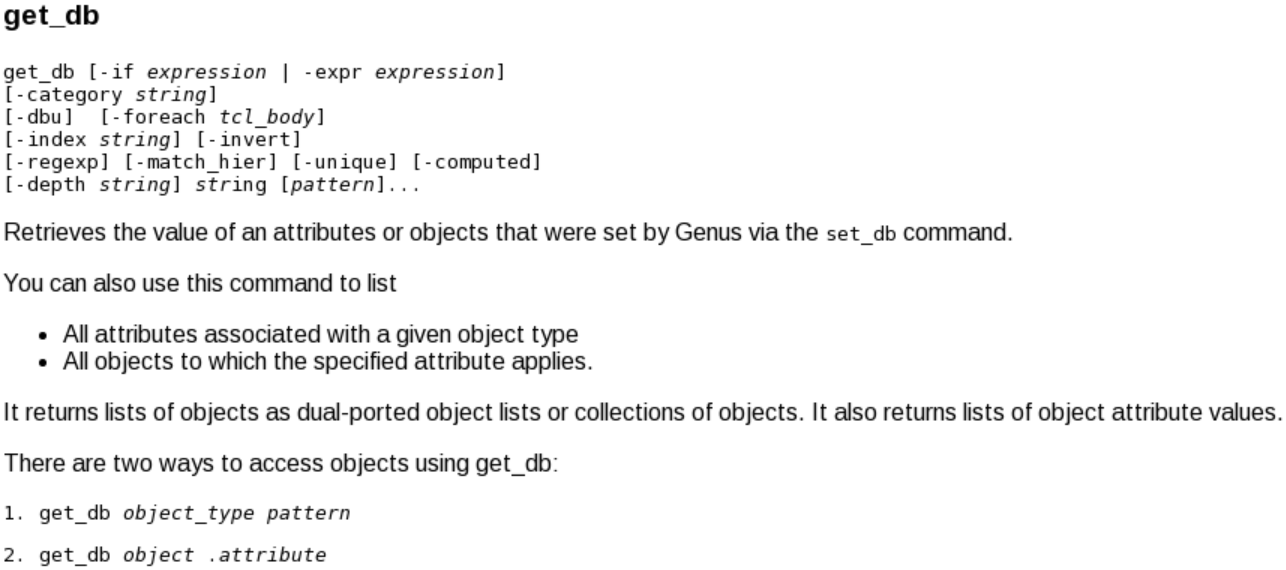 get_db
get_db [-if expression | -expr expression]
[-category string]
[-dbu]  [-foreach tcl_body]
[-index string] [-invert]
[-regexp] [-match_hier] [-unique] [-computed]
[-depth string] string [pattern]...
Retrieves the value of an attributes or objects that were set by Genus via the set_db command.
You can also use this command to list
• All attributes associated with a given object type
• All objects to which the specified attribute applies.
It returns lists of objects as dual-ported object lists or collections of objects. It also returns lists of object attribute values.
There are two ways to access objects using get_db:
1. get_db object_type pattern
2. get_db object .attribute